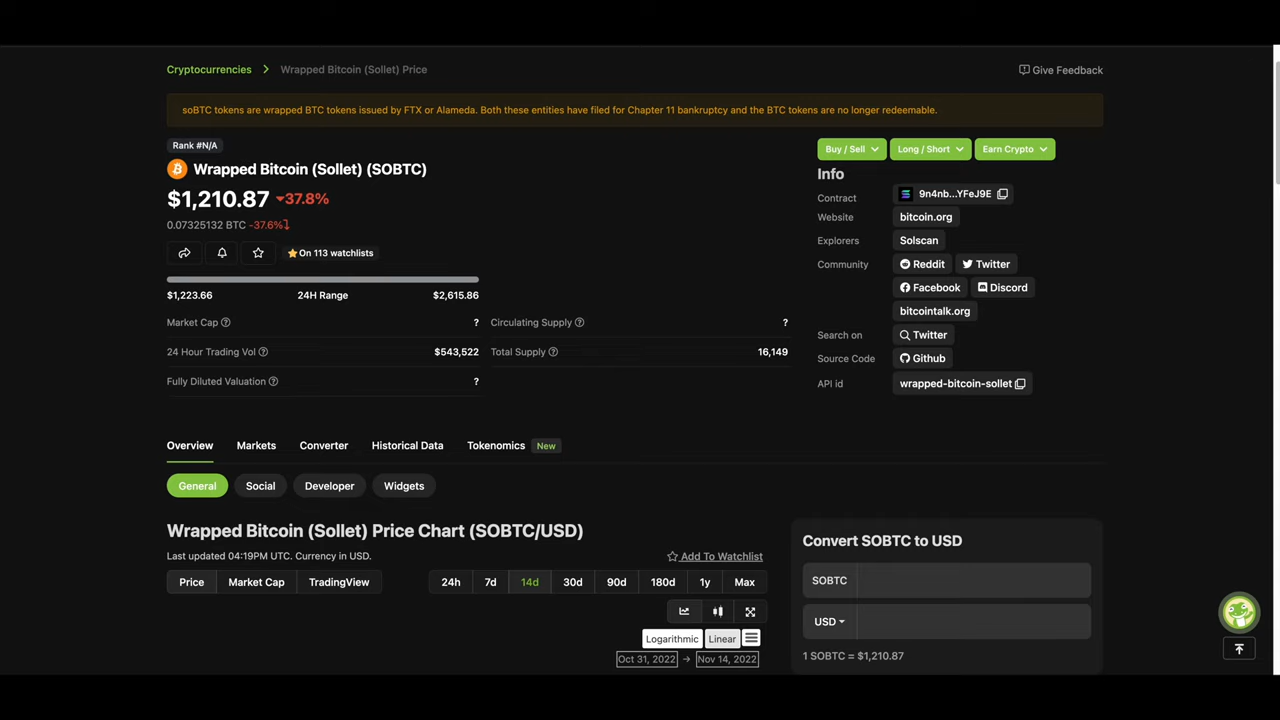 Cryptocurrencies > Wrapped Bitcoin (Sollet) Price
Give Feedback
soBTC tokens are wrapped BTC tokens issued by FTX or Alameda. Both these entities have filed for Chapter 11 bankruptcy and the BTC tokens are no longer redeemable.
Rank #N/A
Wrapped Bitcoin (Sollet) (SOBTC)
$1,210.87 37.8%
0.07325132 BTC -37.6%
On 113 watchlists
$1,223.66 24H Range $2,615.86
Market Cap ?
Circulating Supply ?
24 Hour Trading Vol $543,522
Total Supply 16,149
Fully Diluted Valuation ?
Buy / Sell Long / Short Earn Crypto
Info
Contract 9n4nb...YFeJ9E
Website bitcoin.org
Explorers Solscan
Community Reddit Twitter
Facebook Discord
bitcointalk.org
Search on Twitter
Source Code Github
API id wrapped-bitcoin-sollet
Overview Markets Converter Historical Data Tokenomics New
General Social Developer Widgets
Wrapped Bitcoin (Sollet) Price Chart (SOBTC/USD)
Last updated 04:19PM UTC. Currency in USD.
Add To Watchlist
Price Market Cap TradingView
24h 7d 14d 30d 90d 180d 1y Max
Logarithmic Linear
Oct 31, 2022 → Nov 14, 2022
Convert SOBTC to USD
SOBTC
USD
1 SOBTC = $1,210.87